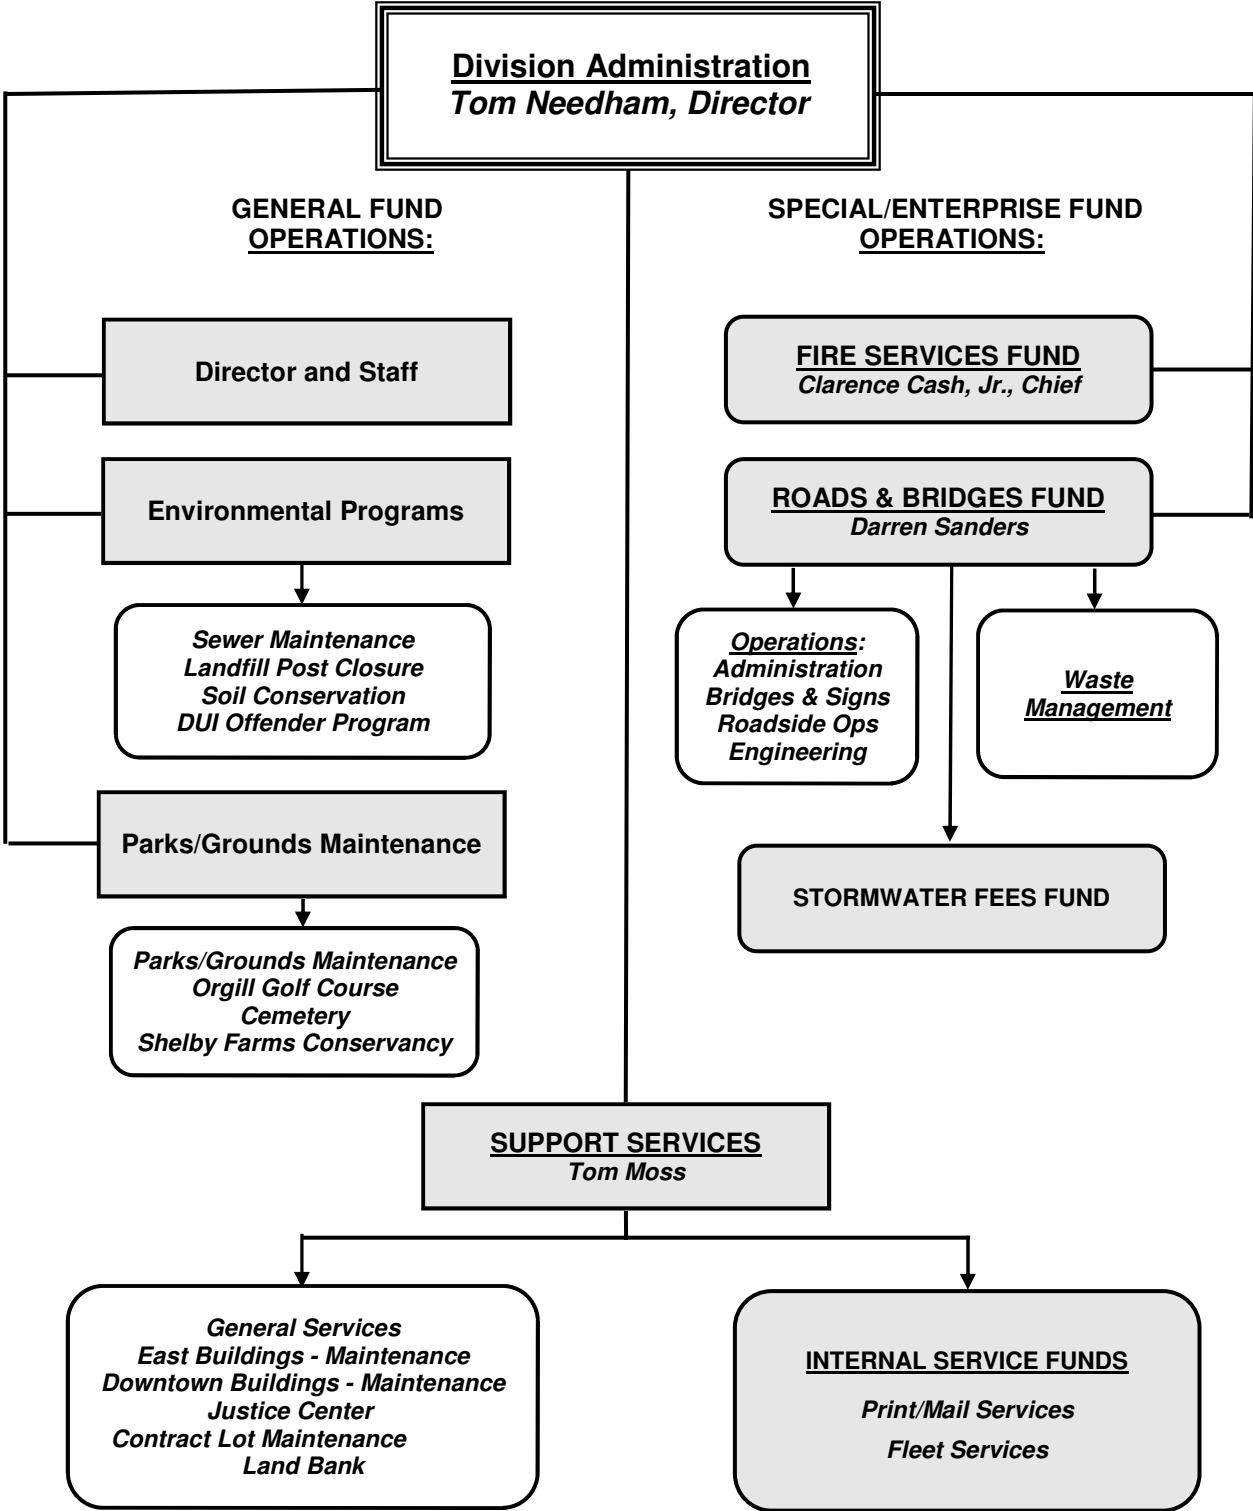 Division Administration
Tom Needham, Director
GENERAL FUND
OPERATIONS:
Director and Staff
Environmental Programs
Sewer Maintenance
Landfill Post Closure
Soil Conservation
DUI Offender Program
Parks/Grounds Maintenance
Parks/Grounds Maintenance
Orgill Golf Course
Cemetery
Shelby Farms Conservancy
SPECIAL/ENTERPRISE FUND
OPERATIONS:
FIRE SERVICES FUND
Clarence Cash, Jr., Chief
ROADS & BRIDGES FUND
Darren Sanders
Operations:
Administration
Bridges & Signs
Roadside Ops
Engineering
Waste
Management
STORMWATER FEES FUND
SUPPORT SERVICES
Tom Moss
General Services
East Buildings - Maintenance
Downtown Buildings - Maintenance
Justice Center
Contract Lot Maintenance
Land Bank
INTERNAL SERVICE FUNDS
Print/Mail Services
Fleet Services